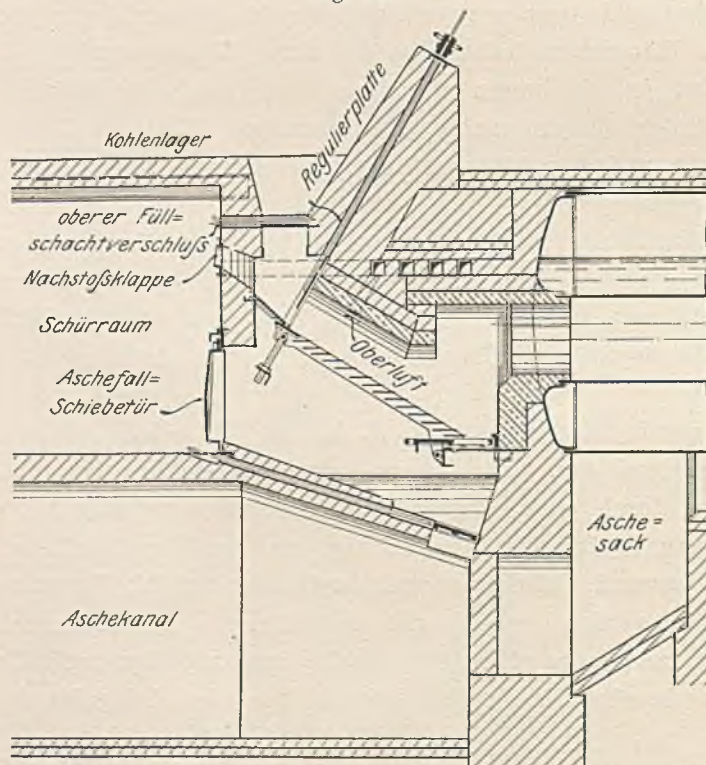 Kohlenlager
Regulierplatte
oberer Füll=
schachtverschluß
Nachstoßklappe
Schürraum
Oberluft
Aschefall=
Schiebetür
Asche=
sack
Aschekanal